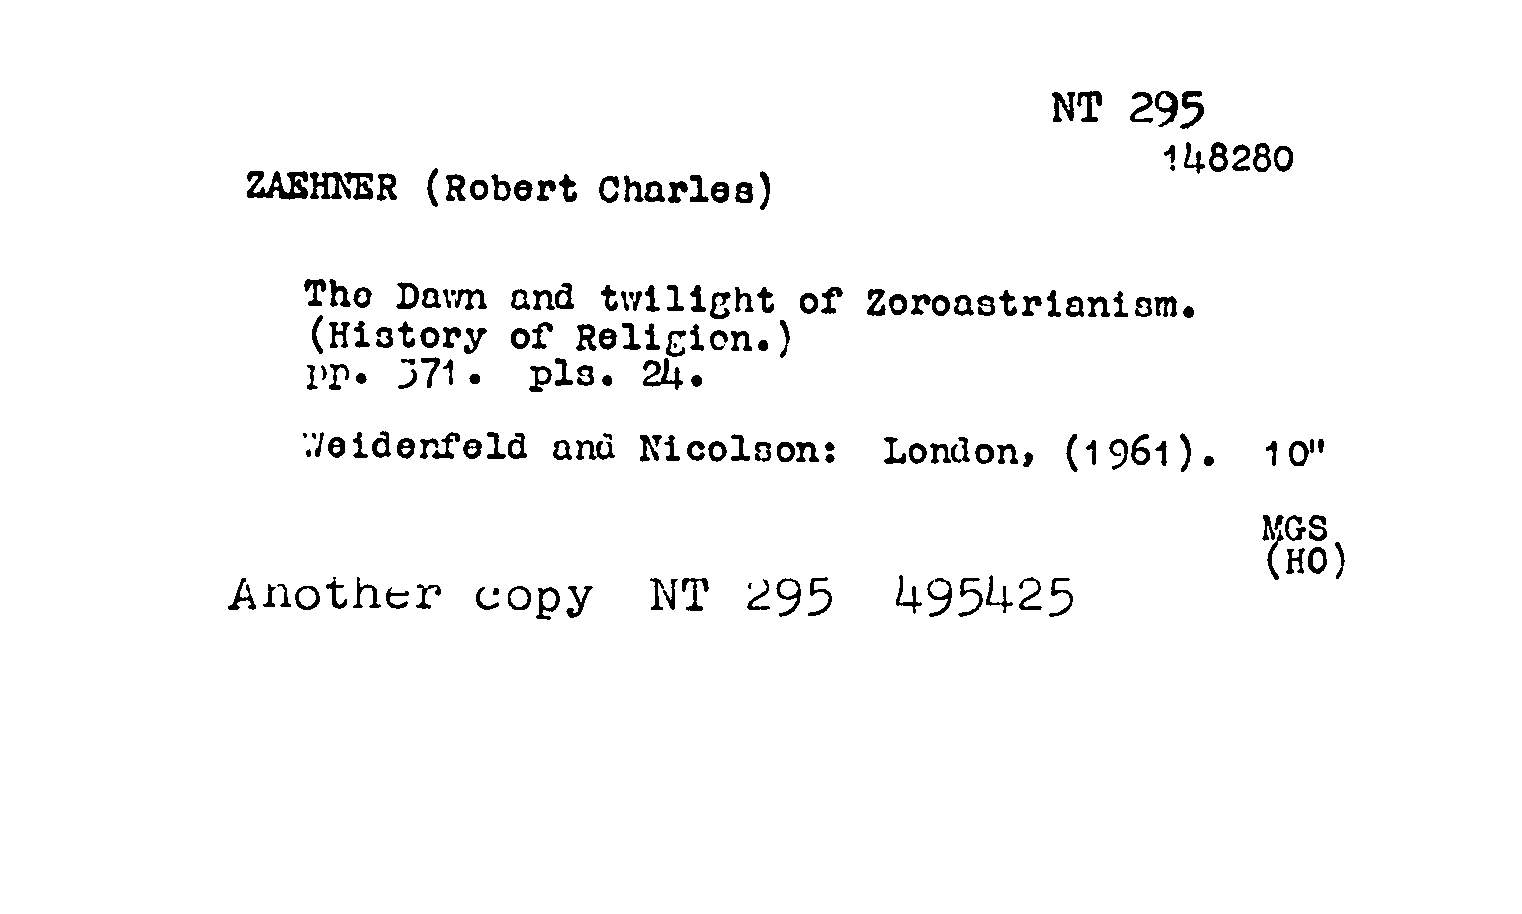 NT 295
148280
ZAEHNER (Robert Charles)
The Dawn and twilight of Zoroastrianism.
(History of Religion.)
pp. 371. pls. 24.
Weidenfeld and Nicolson: London, (1961). 10"
MGS
(HO)
Another copy NT 295 495425